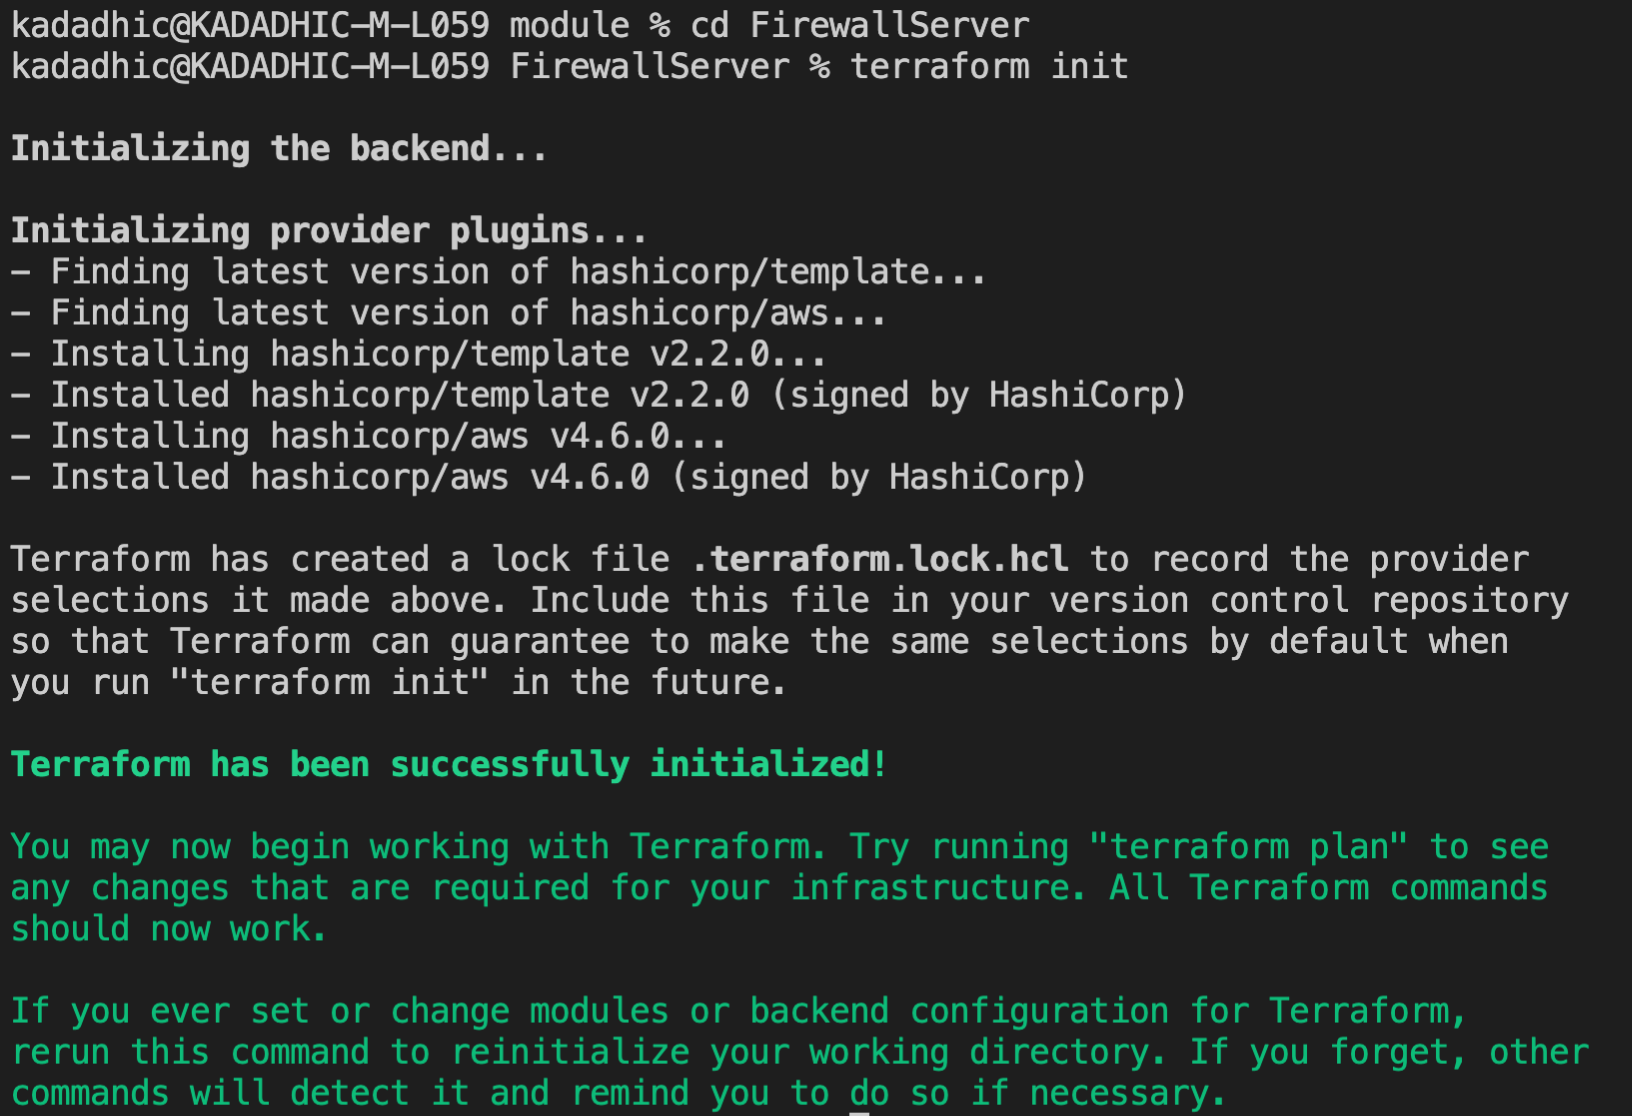 kadadhic@KADADHIC-M-L059 module % cd FirewallServer
kadadhic@KADADHIC-M-L059 FirewallServer % terraform init
Initializing the backend...
Initializing provider plugins...
- Finding latest version of hashicorp/template...
- Finding latest version of hashicorp/aws...
- Installing hashicorp/template v2.2.0...
- Installed hashicorp/template v2.2.0 (signed by HashiCorp)
- Installing hashicorp/aws v4.6.0...
- Installed hashicorp/aws v4.6.0 (signed by HashiCorp)
Terraform has created a lock file .terraform.lock.hcl to record the provider
selections it made above. Include this file in your version control repository
so that Terraform can guarantee to make the same selections by default when
you run "terraform init" in the future.
Terraform has been successfully initialized!
You may now begin working with Terraform. Try running "terraform plan" to see
any changes that are required for your infrastructure. All Terraform commands
should now work.
If you ever set or change modules or backend configuration for Terraform,
rerun this command to reinitialize your working directory. If you forget, other
commands will detect it and remind you to do so if necessary.